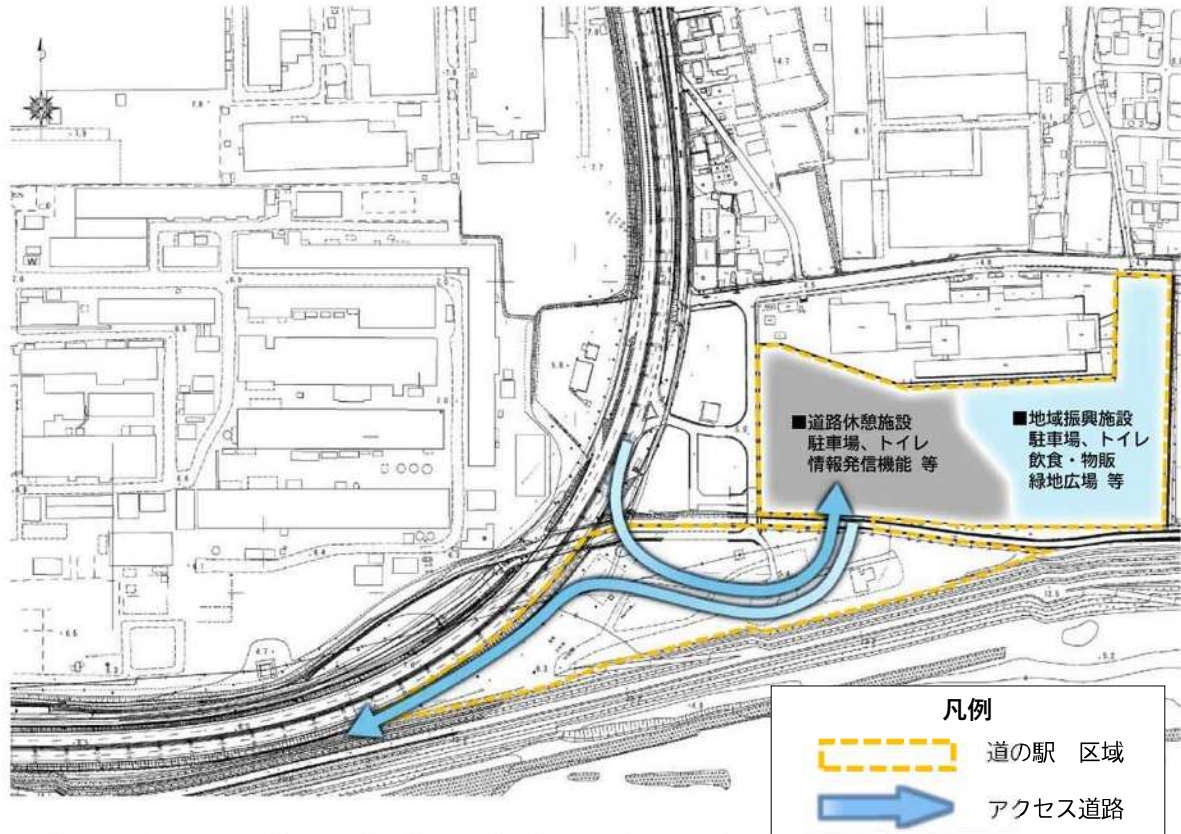 ■道路休憩施設
駐車場、トイレ
情報発信機能 等
■地域振興施設
駐車場、トイレ
飲食・物販
緑地広場 等
凡例
道の駅 区域
アクセス道路